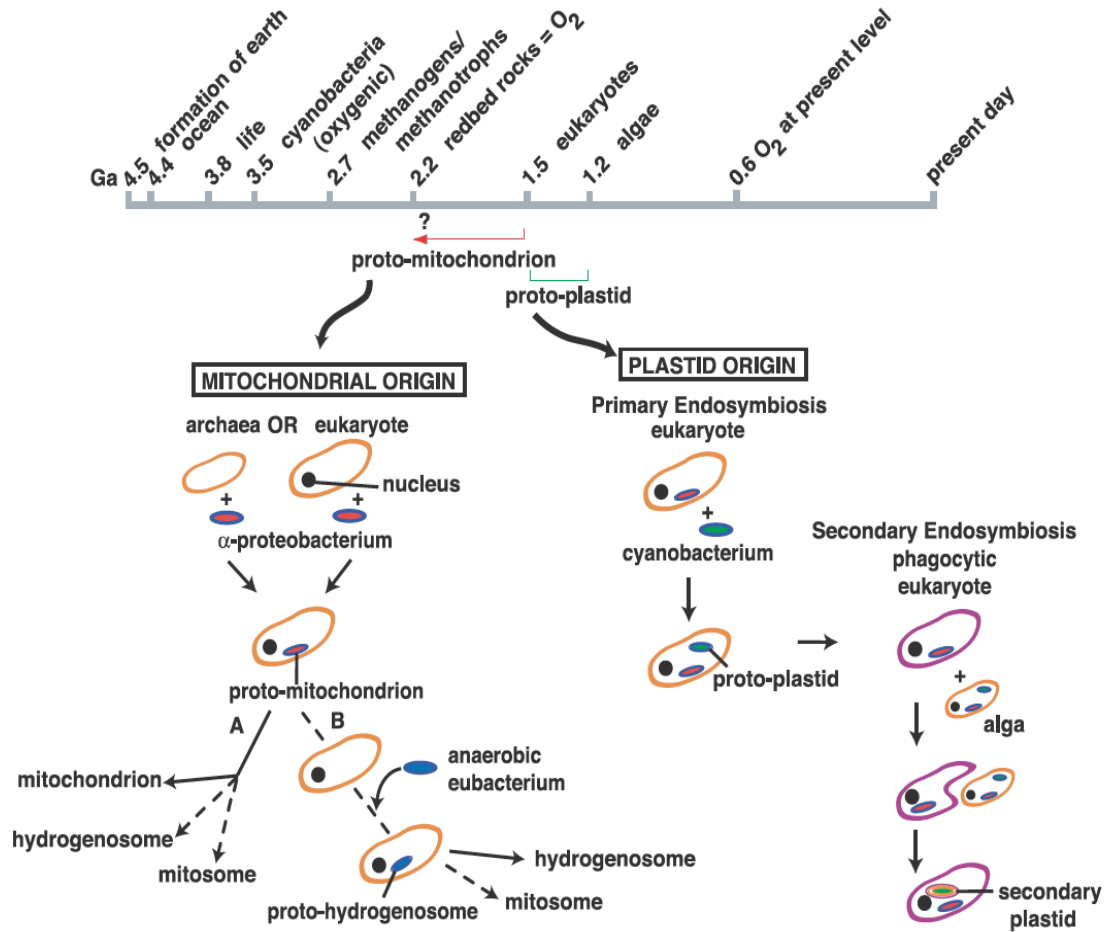 Ga
4.5 formation of earth
4.4 ocean
3.8 life
3.5 cyanobacteria
(oxygenic)
2.7 methanogens/
methanotrophs
2.2 redbed rocks = O2
1.5 eukaryotes
1.2 algae
0.6 O2 at present level
present day
?
proto-mitochondrion
proto-plastid
MITOCHONDRIAL ORIGIN
archaea OR eukaryote
nucleus
+ +
α-proteobacterium
proto-mitochondrion
A
B
mitochondrion
hydrogenosome
mitosome
anaerobic
eubacterium
hydrogenosome
mitosome
proto-hydrogenosome
PLASTID ORIGIN
Primary Endosymbiosis
eukaryote
+
cyanobacterium
proto-plastid
Secondary Endosymbiosis
phagocytic
eukaryote
+
alga
secondary
plastid